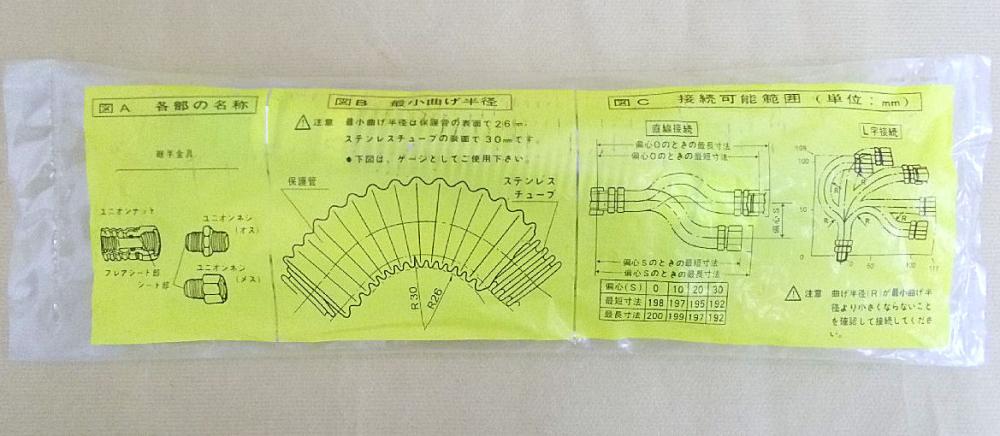 図A 各部の名称
継手金具
ユニオンナット
ユニオンネジ
(オス)
フレアシート部
シート部
ユニオンネジ
(メス)
図B 最小曲げ半径
注意 最小曲げ半径は保護管の表面で26mm,
ステンレスチューブの表面で30mmです。
●下図は、ゲージとしてご使用下さい。
保護管
ステンレス
チューブ
R30
R26
図C 接続可能範囲(単位:mm)
直線接続
偏心0のときの最長寸法
偏心0のときの最短寸法
偏心S
偏心Sのときの最短寸法
偏心Sのときの最長寸法
偏心(S) 0 10 20 30
最短寸法 198 197 195 192
最長寸法 200 199 197 192
L字接続
100
50
0
R
R
R
0 50 100 111
注意 曲げ半径(R)が最小曲げ半
径より小さくならないこと
を確認して接続してくださ
い。